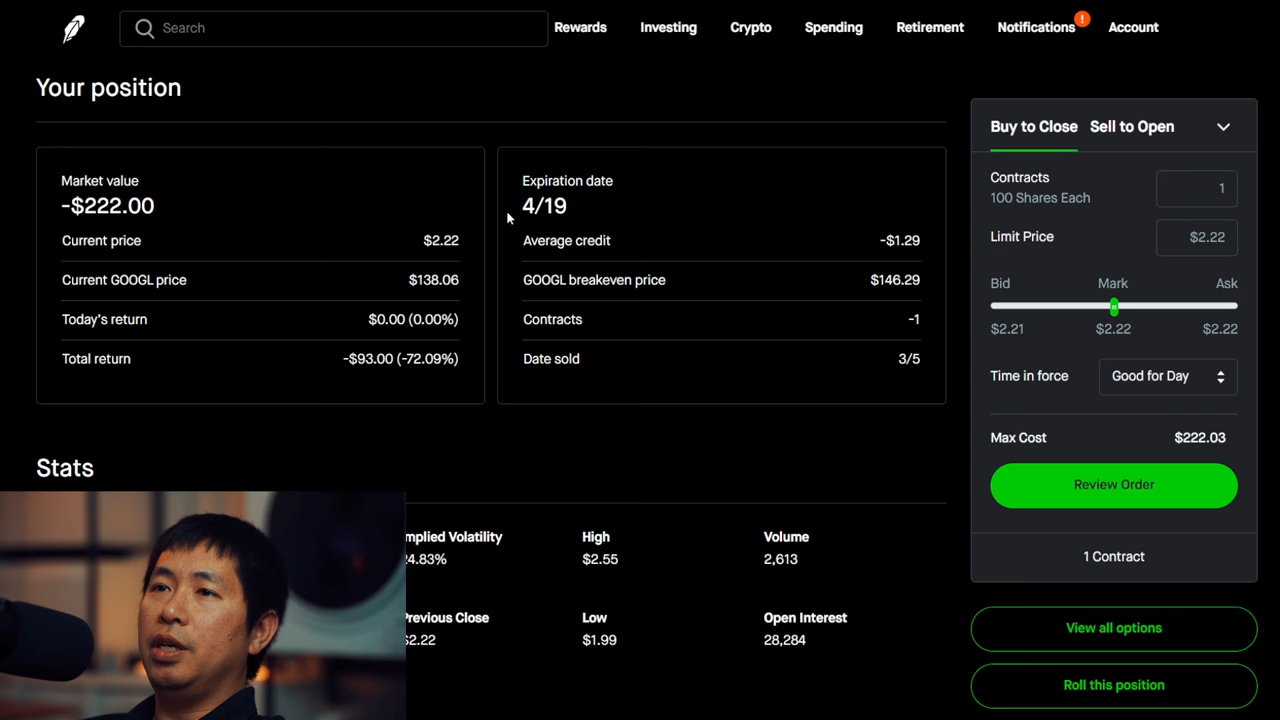 Search
Rewards
Investing
Crypto
Spending
Retirement
Notifications
!
Account
Your position
Market value
-$222.00
Current price
$2.22
Current GOOGL price
$138.06
Today's return
$0.00 (0.00%)
Total return
-$93.00 (-72.09%)
Expiration date
4/19
Average credit
-$1.29
GOOGL breakeven price
$146.29
Contracts
-1
Date sold
3/5
Buy to Close
Sell to Open
Contracts
100 Shares Each
1
Limit Price
$2.22
Bid
Mark
Ask
$2.21
$2.22
$2.22
Time in force
Good for Day
Max Cost
$222.03
Review Order
1 Contract
View all options
Roll this position
Stats
Volatility
High
Volume
4.83%
$2.55
2,613
Close
Low
Open Interest
$1.99
28,284